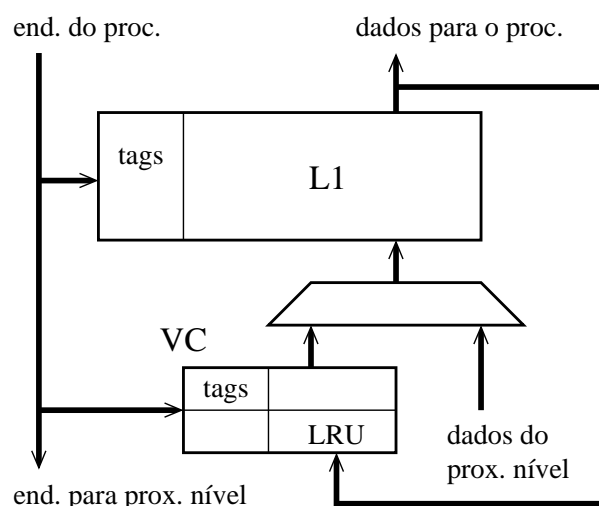 end. do proc.
dados para o proc.
tags
L1
VC
tags
LRU
dados do
prox. nível
end. para prox. nível